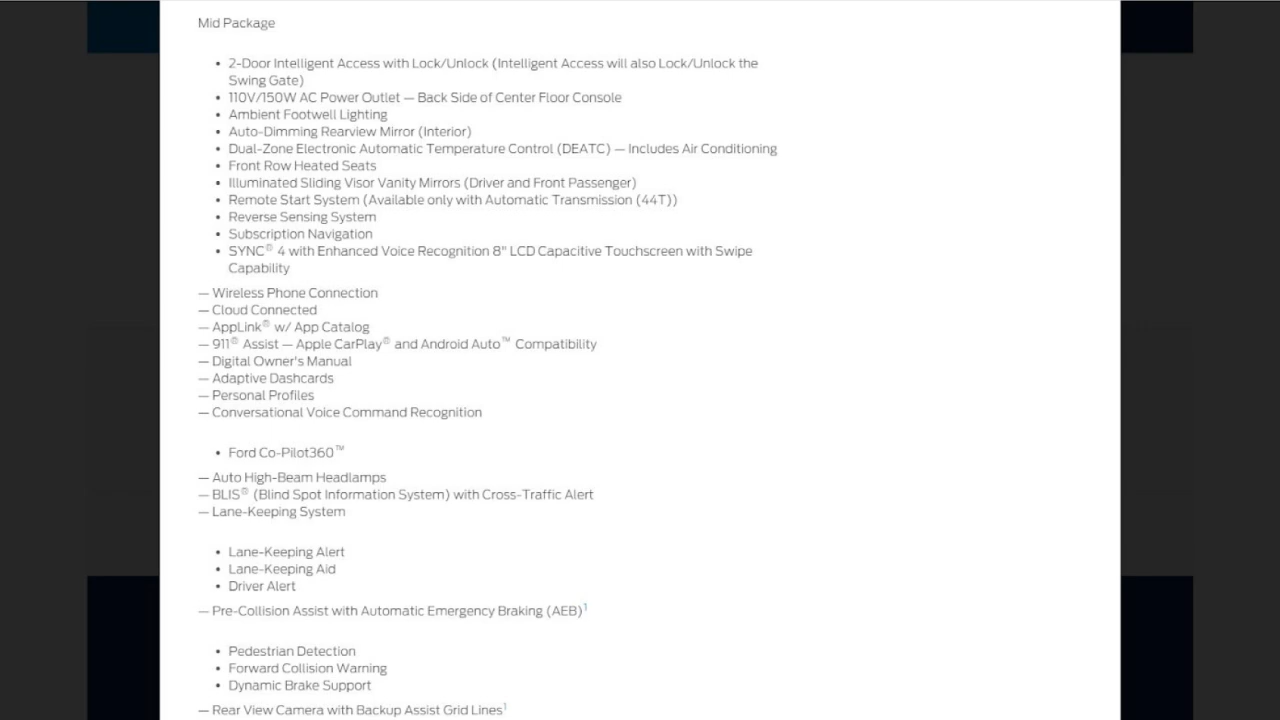 Mid Package
• 2-Door Intelligent Access with Lock/Unlock (Intelligent Access will also Lock/Unlock the
Swing Gate)
• 110V/150W AC Power Outlet — Back Side of Center Floor Console
• Ambient Footwell Lighting
• Auto-Dimming Rearview Mirror (Interior)
• Dual-Zone Electronic Automatic Temperature Control (DEATC) — Includes Air Conditioning
• Front Row Heated Seats
• Illuminated Sliding Visor Vanity Mirrors (Driver and Front Passenger)
• Remote Start System (Available only with Automatic Transmission (44T))
• Reverse Sensing System
• Subscription Navigation
• SYNC® 4 with Enhanced Voice Recognition 8" LCD Capacitive Touchscreen with Swipe
Capability
— Wireless Phone Connection
— Cloud Connected
— AppLink® w/ App Catalog
— 911® Assist — Apple CarPlay® and Android Auto™ Compatibility
— Digital Owner's Manual
— Adaptive Dashcards
— Personal Profiles
— Conversational Voice Command Recognition
• Ford Co-Pilot360™
— Auto High-Beam Headlamps
— BLIS® (Blind Spot Information System) with Cross-Traffic Alert
— Lane-Keeping System
• Lane-Keeping Alert
• Lane-Keeping Aid
• Driver Alert
— Pre-Collision Assist with Automatic Emergency Braking (AEB)¹
• Pedestrian Detection
• Forward Collision Warning
• Dynamic Brake Support
— Rear View Camera with Backup Assist Grid Lines¹